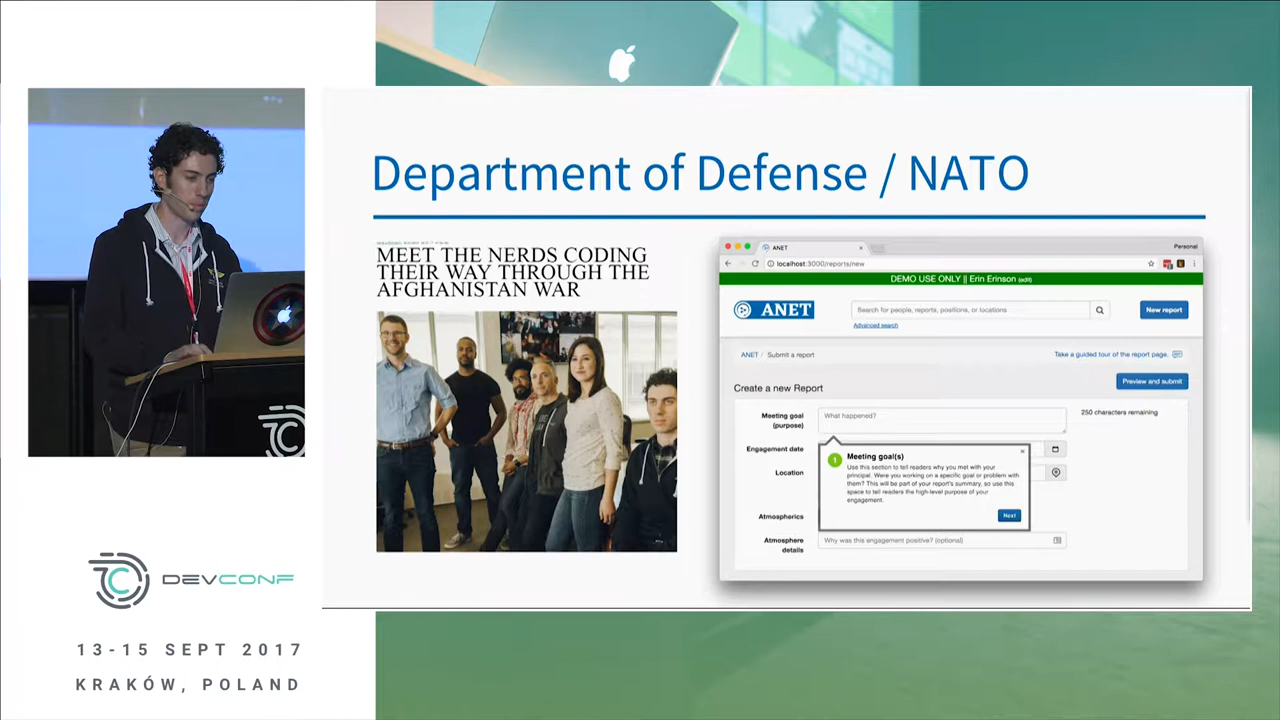 Department of Defense / NATO
MEET THE NERDS CODING
THEIR WAY THROUGH THE
AFGHANISTAN WAR
ANET
Personal
localhost:3000/reports/new
DEMO USE ONLY || Erin Erinson (edit)
ANET
Search for people, reports, positions, or locations
New report
Advanced search
ANET / Submit a report
Take a guided tour of the report page.
Create a new Report
Preview and submit
Meeting goal
(purpose)
What happened?
250 characters remaining
Engagement date
1
Meeting goal(s)
Use this section to tell readers why you met with your
principal. Were you working on a specific goal or problem with
them? This will be part of your report's summary, so use this
space to tell readers the high-level purpose of your
engagement.
Next
Location
Atmospherics
Atmosphere
details
Why was this engagement positive? (optional)
DEVCONF
13-15 SEPT 2017
KRAKÓW, POLAND